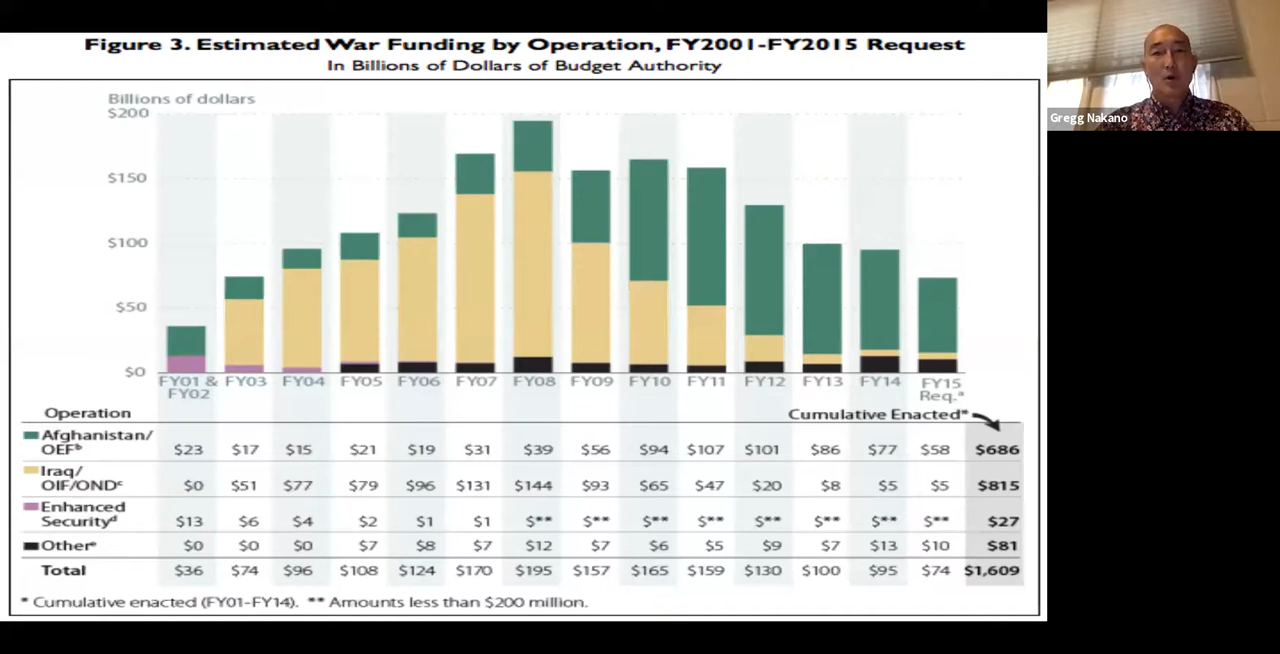 Figure 3. Estimated War Funding by Operation, FY2001-FY2015 Request
In Billions of Dollars of Budget Authority
Gregg Nakano
Billions of dollars
$200
$150
$100
$50
$0
FY01 & FY02 FY03 FY04 FY05 FY06 FY07 FY08 FY09 FY10 FY11 FY12 FY13 FY14 FY15 Req.ᵃ
Operation Cumulative Enacted*
Afghanistan/ OEFᵇ $23 $17 $15 $21 $19 $31 $39 $56 $94 $107 $101 $86 $77 $58 $686
Iraq/ OIF/ONDᶜ $0 $51 $77 $79 $96 $131 $144 $93 $65 $47 $20 $8 $5 $5 $815
Enhanced Securityᵈ $13 $6 $4 $2 $1 $1 $** $** $** $** $** $** $** $** $27
Otherᵉ $0 $0 $0 $7 $8 $7 $12 $7 $6 $5 $9 $7 $13 $10 $81
Total $36 $74 $96 $108 $124 $170 $195 $157 $165 $159 $130 $100 $95 $74 $1,609
* Cumulative enacted (FY01-FY14). ** Amounts less than $200 million.